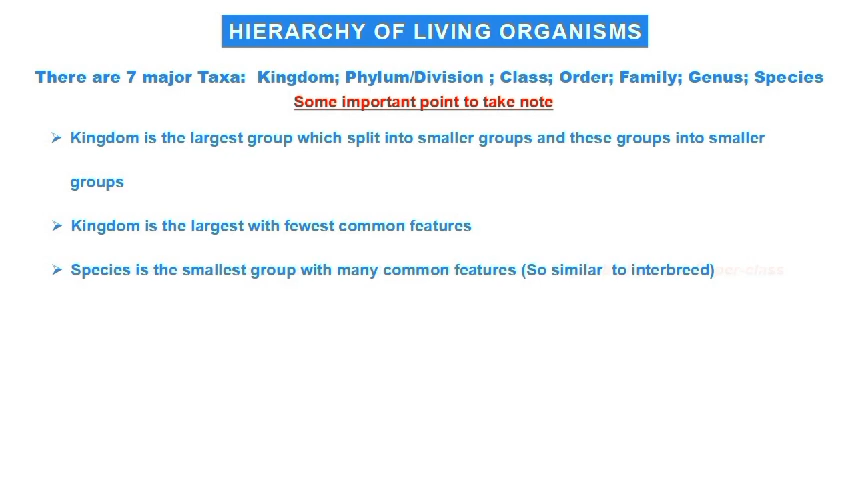 HIERARCHY OF LIVING ORGANISMS
There are 7 major Taxa: Kingdom; Phylum/Division ; Class; Order; Family; Genus; Species
Some important point to take note
➢ Kingdom is the largest group which split into smaller groups and these groups into smaller
groups
➢ Kingdom is the largest with fewest common features
➢ Species is the smallest group with many common features (So similar to interbreed)